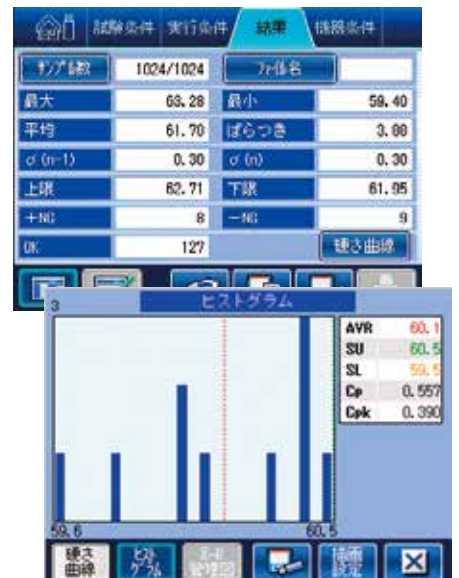 試験条件 実行条件 結果 機器条件
サンプル数 1024/1024 ファイル名
最大 63.28 最小 59.40
平均 61.70 ばらつき 3.88
σ(n-1) 0.30 σ(n) 0.30
上限 62.71 下限 61.95
+NG 8 -NG 9
OK 127 硬さ曲線
3 ヒストグラム
AVR 60.1
SU 60.5
SL 59.5
Cp 0.557
Cpk 0.390
59.6 60.5
硬さ
曲線
ヒスト
グラム
描画
設定